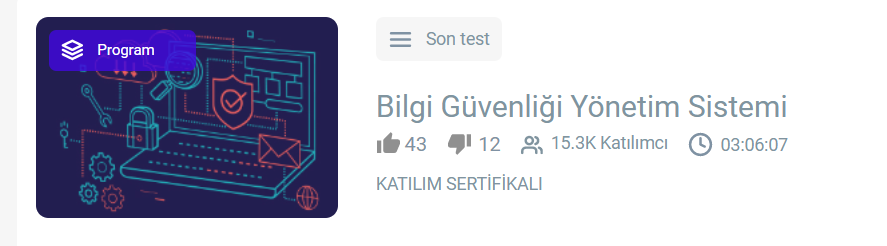 Program
Son test
Bilgi Güvenliği Yönetim Sistemi
43 12 15.3K Katılımcı 03:06:07
KATILIM SERTİFİKALI